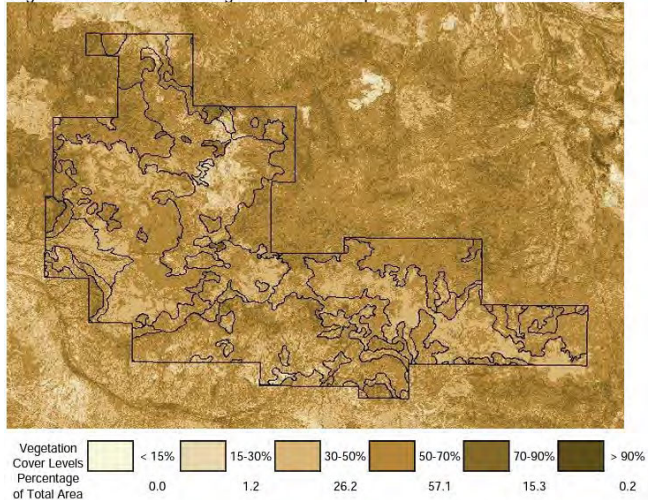 Vegetation
Cover Levels
< 15% 15-30% 30-50% 50-70% 70-90% > 90%
Percentage
of Total Area
0.0 1.2 26.2 57.1 15.3 0.2